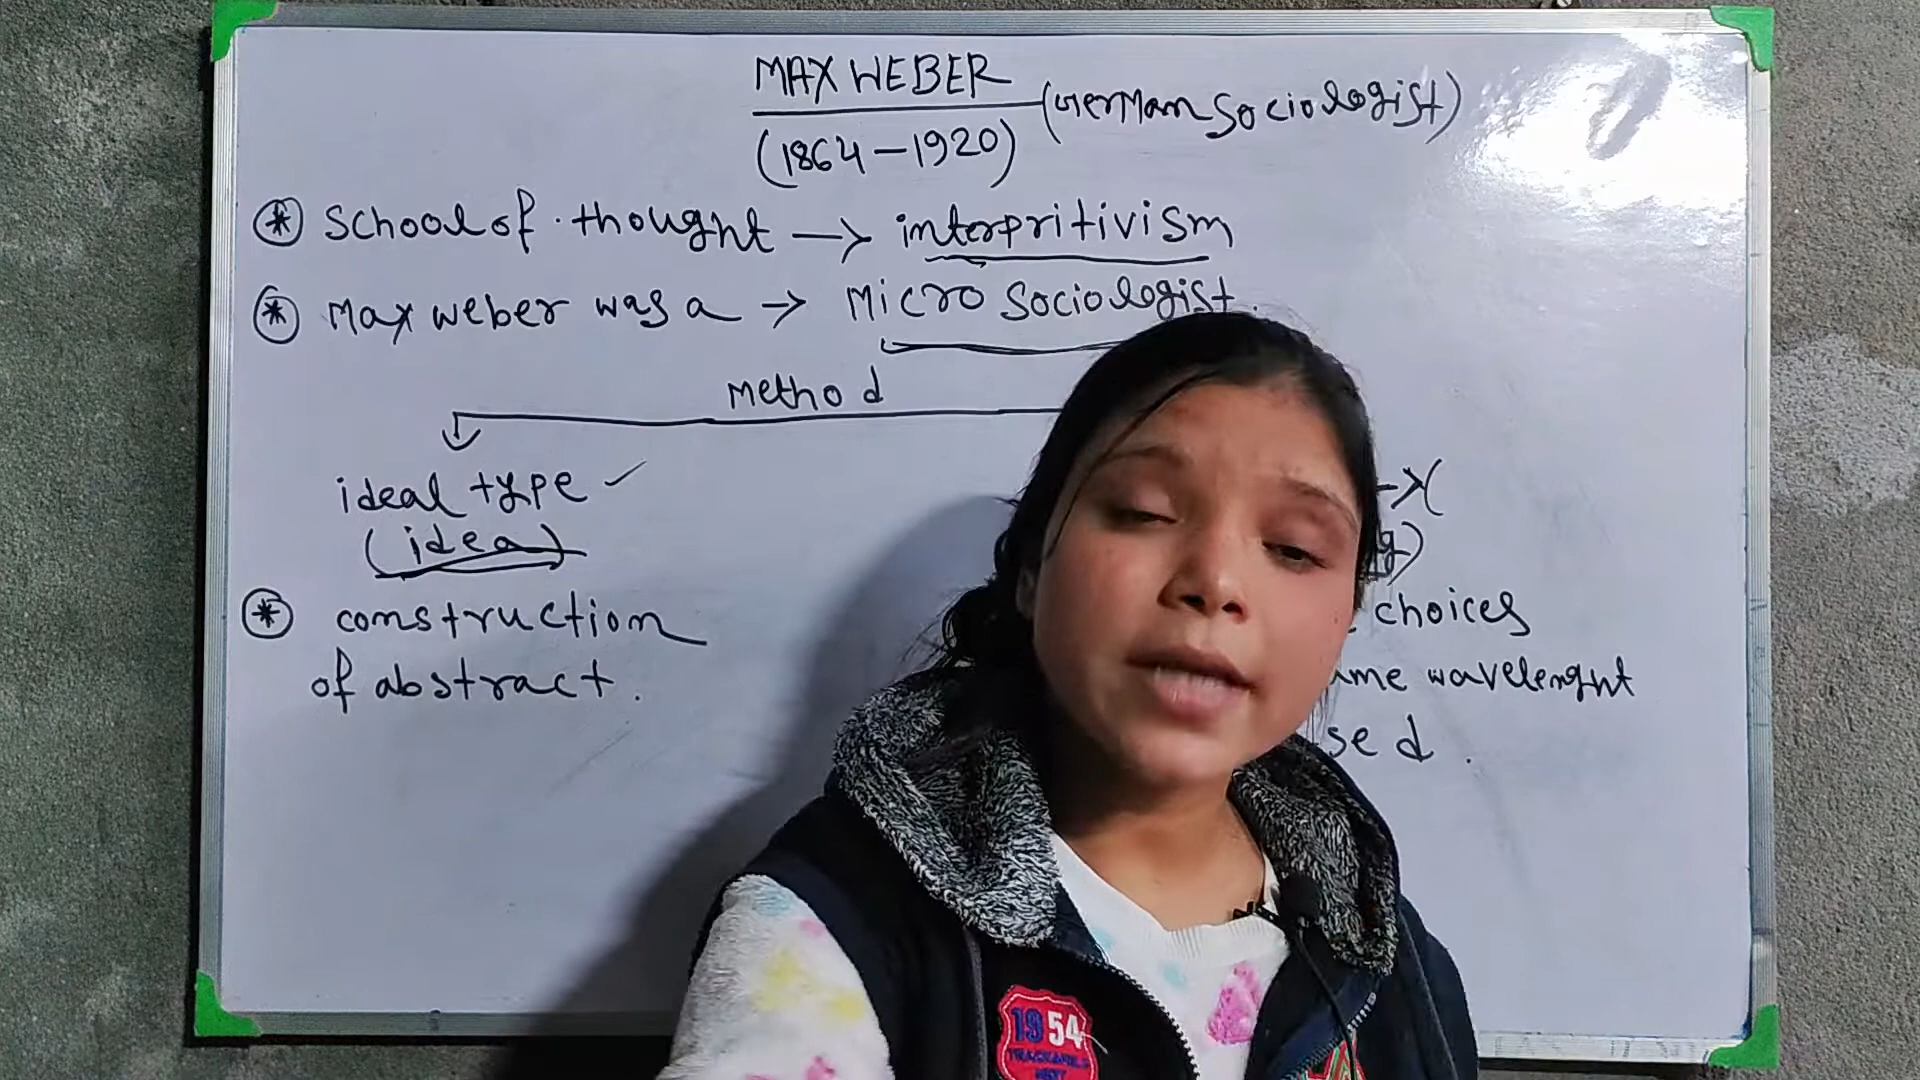 MAX WEBER
(German Sociologist)
(1864-1920)
* School of thought → interpritivism
* Max weber was a → Micro Sociologist.
Method
ideal type ✓
(idea)
* construction choices
of abstract. wavelenght
1954